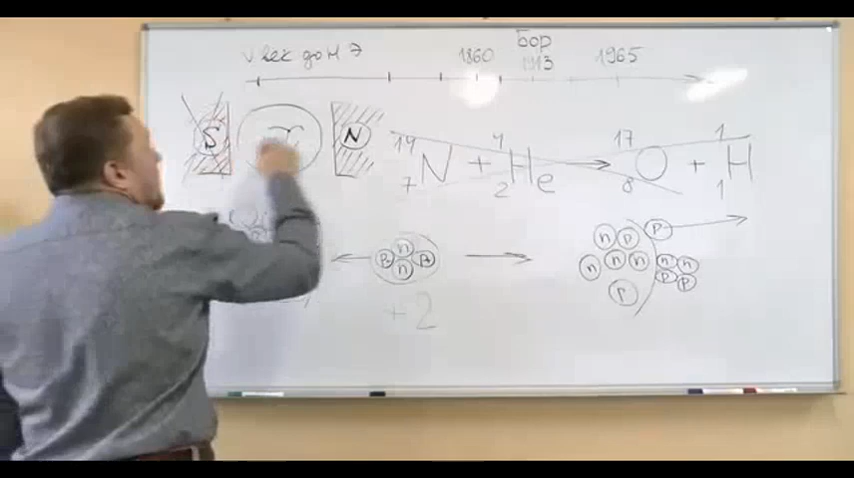 V век до н э 1860 Бор 1913 1965
S N
14 7 N + 4 2 He → 17 8 O + 1 1 H
n p p n
n p n n n p
p n n p p
+2